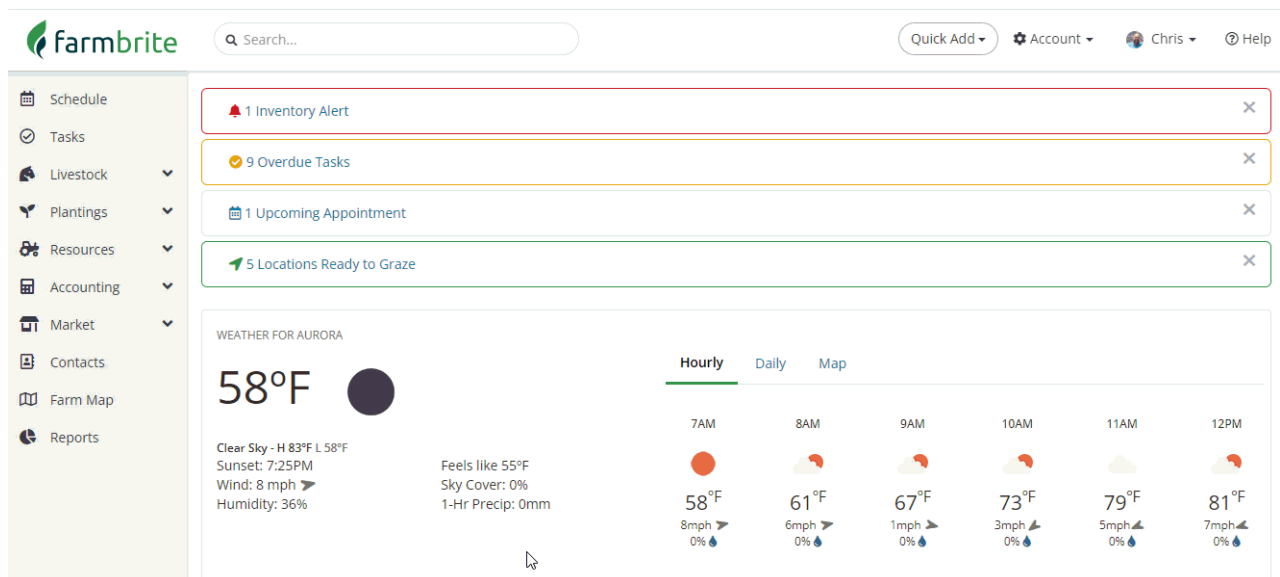 farmbrite
Search...
Quick Add
Account
Chris
Help
Schedule
Tasks
Livestock
Plantings
Resources
Accounting
Market
Contacts
Farm Map
Reports
1 Inventory Alert
9 Overdue Tasks
1 Upcoming Appointment
5 Locations Ready to Graze
WEATHER FOR AURORA
58ºF
Clear Sky - H 83ºF L 58ºF
Sunset: 7:25PM
Wind: 8 mph
Humidity: 36%
Feels like 55ºF
Sky Cover: 0%
1-Hr Precip: 0mm
Hourly Daily Map
7AM 8AM 9AM 10AM 11AM 12PM
58°F 61°F 67°F 73°F 79°F 81°F
8mph 6mph 1mph 3mph 5mph 7mph
0% 0% 0% 0% 0% 0%